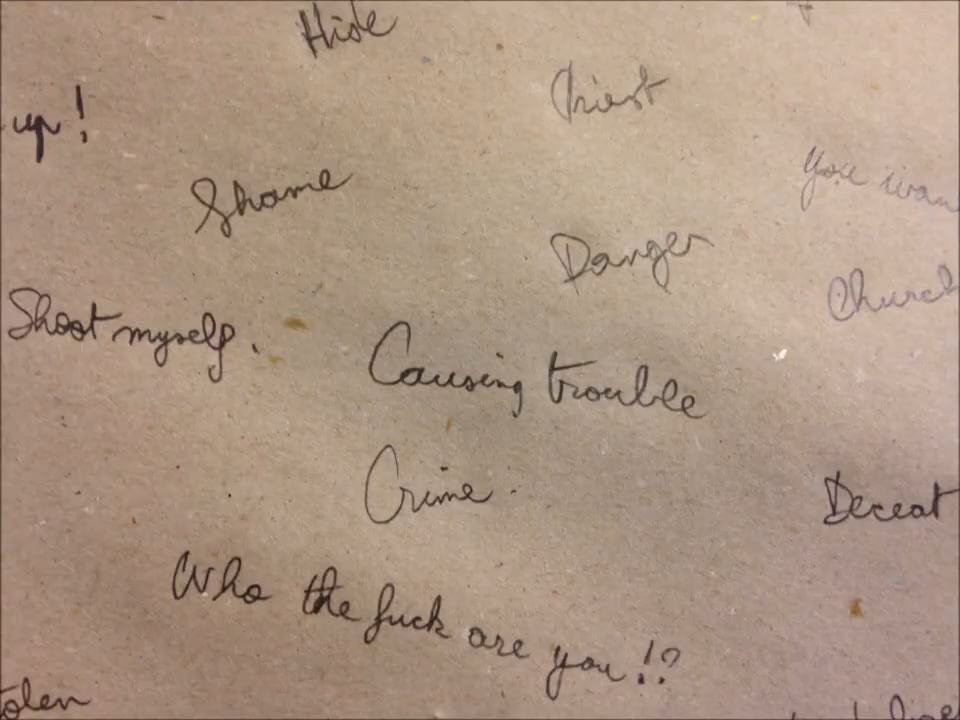 Hide
Priest
up!
you wan
Shame
Danger
Church
Shoot myself.
Causing trouble
Crime.
Deceat
Who the fuck are you!?
olen